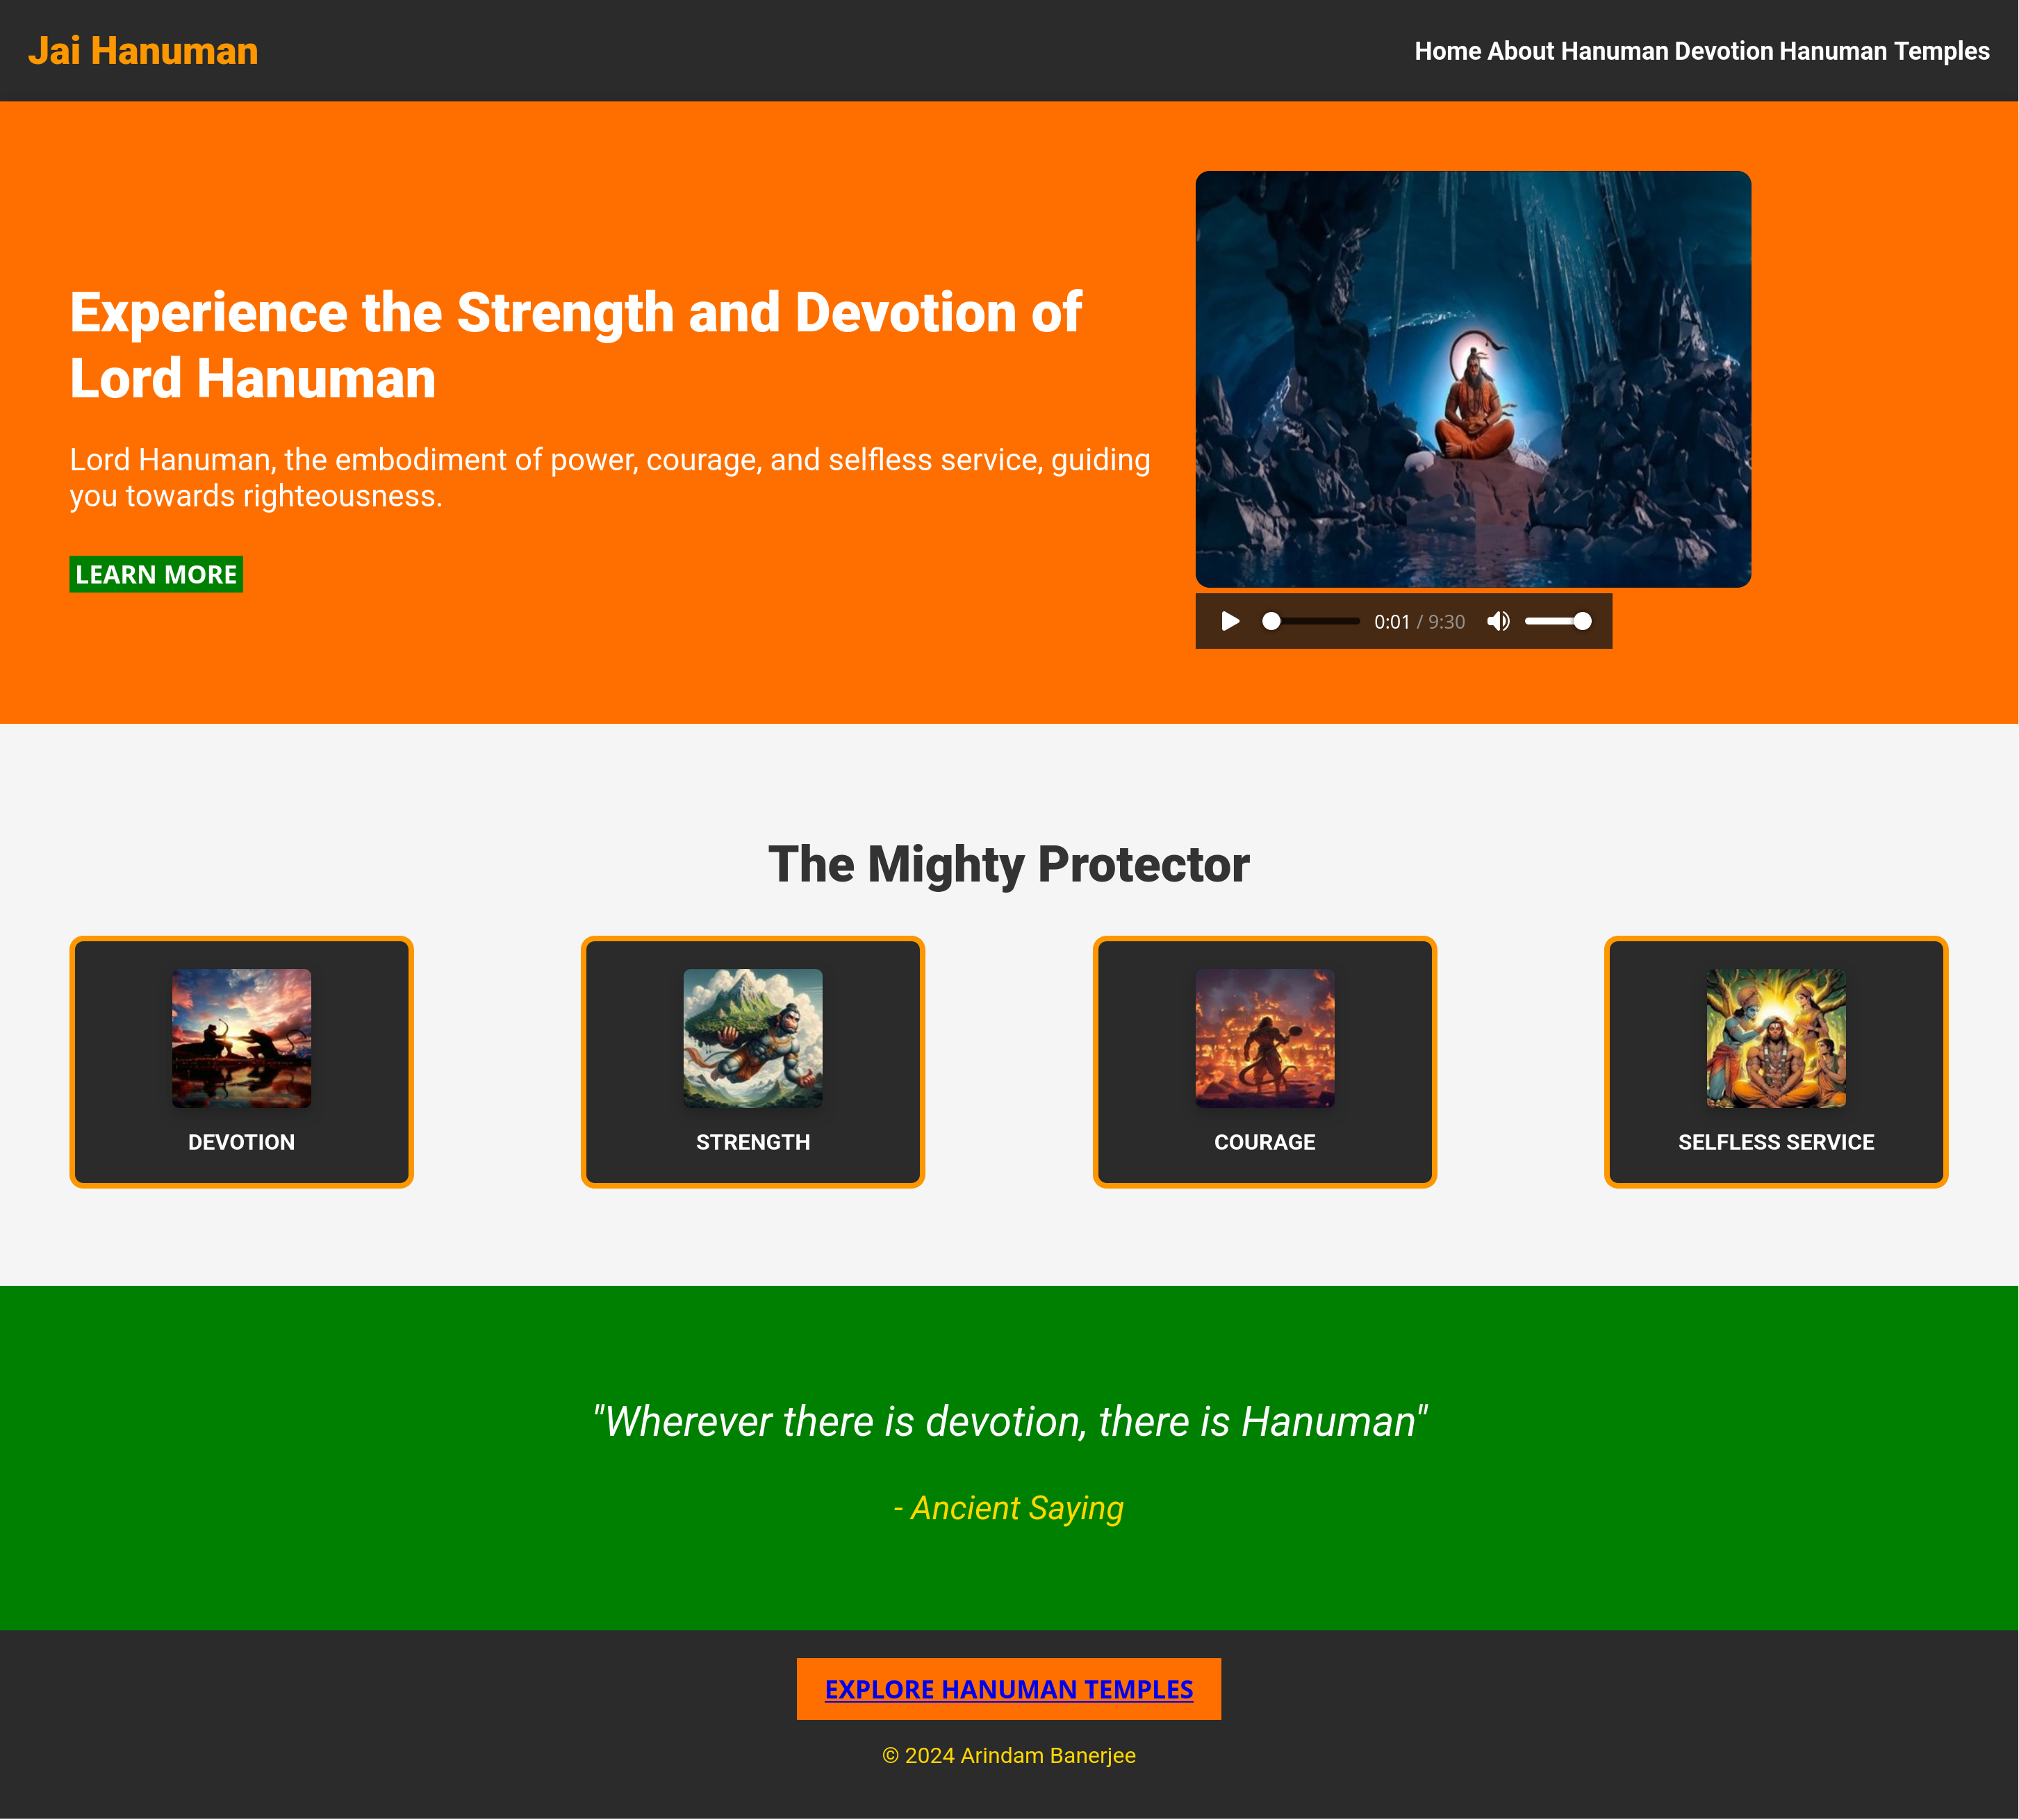 Jai Hanuman
Home About Hanuman Devotion Hanuman Temples
Experience the Strength and Devotion of
Lord Hanuman
Lord Hanuman, the embodiment of power, courage, and selfless service, guiding
you towards righteousness.
LEARN MORE
0:01 / 9:30
The Mighty Protector
DEVOTION
STRENGTH
COURAGE
SELFLESS SERVICE
"Wherever there is devotion, there is Hanuman"
- Ancient Saying
EXPLORE HANUMAN TEMPLES
© 2024 Arindam Banerjee